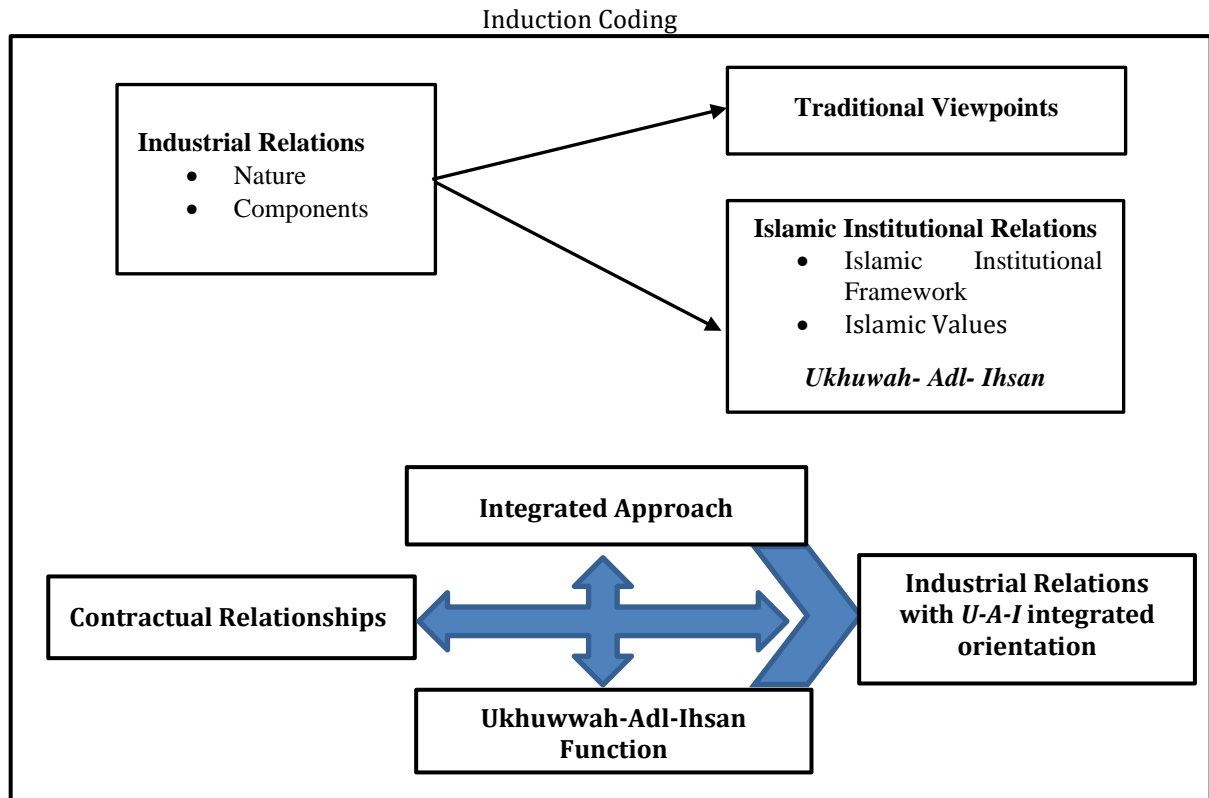 Induction Coding
Industrial Relations
• Nature
• Components
Traditional Viewpoints
Islamic Institutional Relations
• Islamic Institutional
Framework
• Islamic Values
Ukhuwah- Adl- Ihsan
Integrated Approach
Contractual Relationships
Ukhuwwah-Adl-Ihsan
Function
Industrial Relations
with U-A-I integrated
orientation